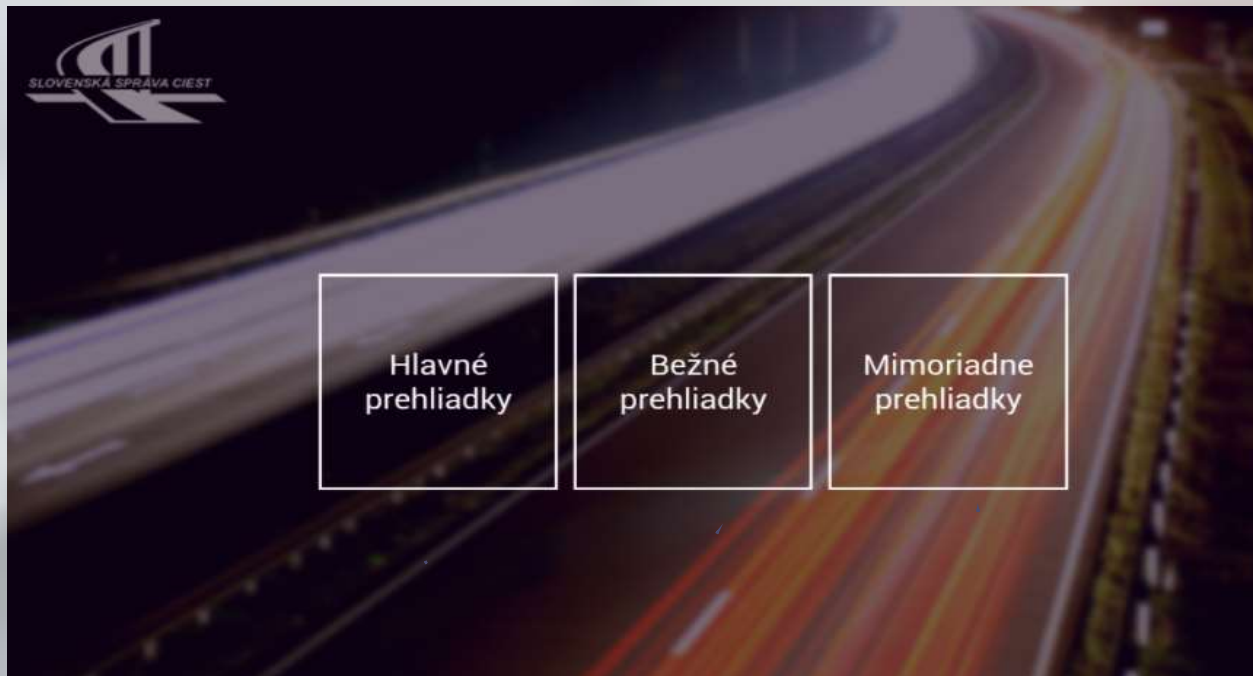 SLOVENSKÁ SPRÁVA CIEST
Hlavné
prehliadky
Bežné
prehliadky
Mimoriadne
prehliadky